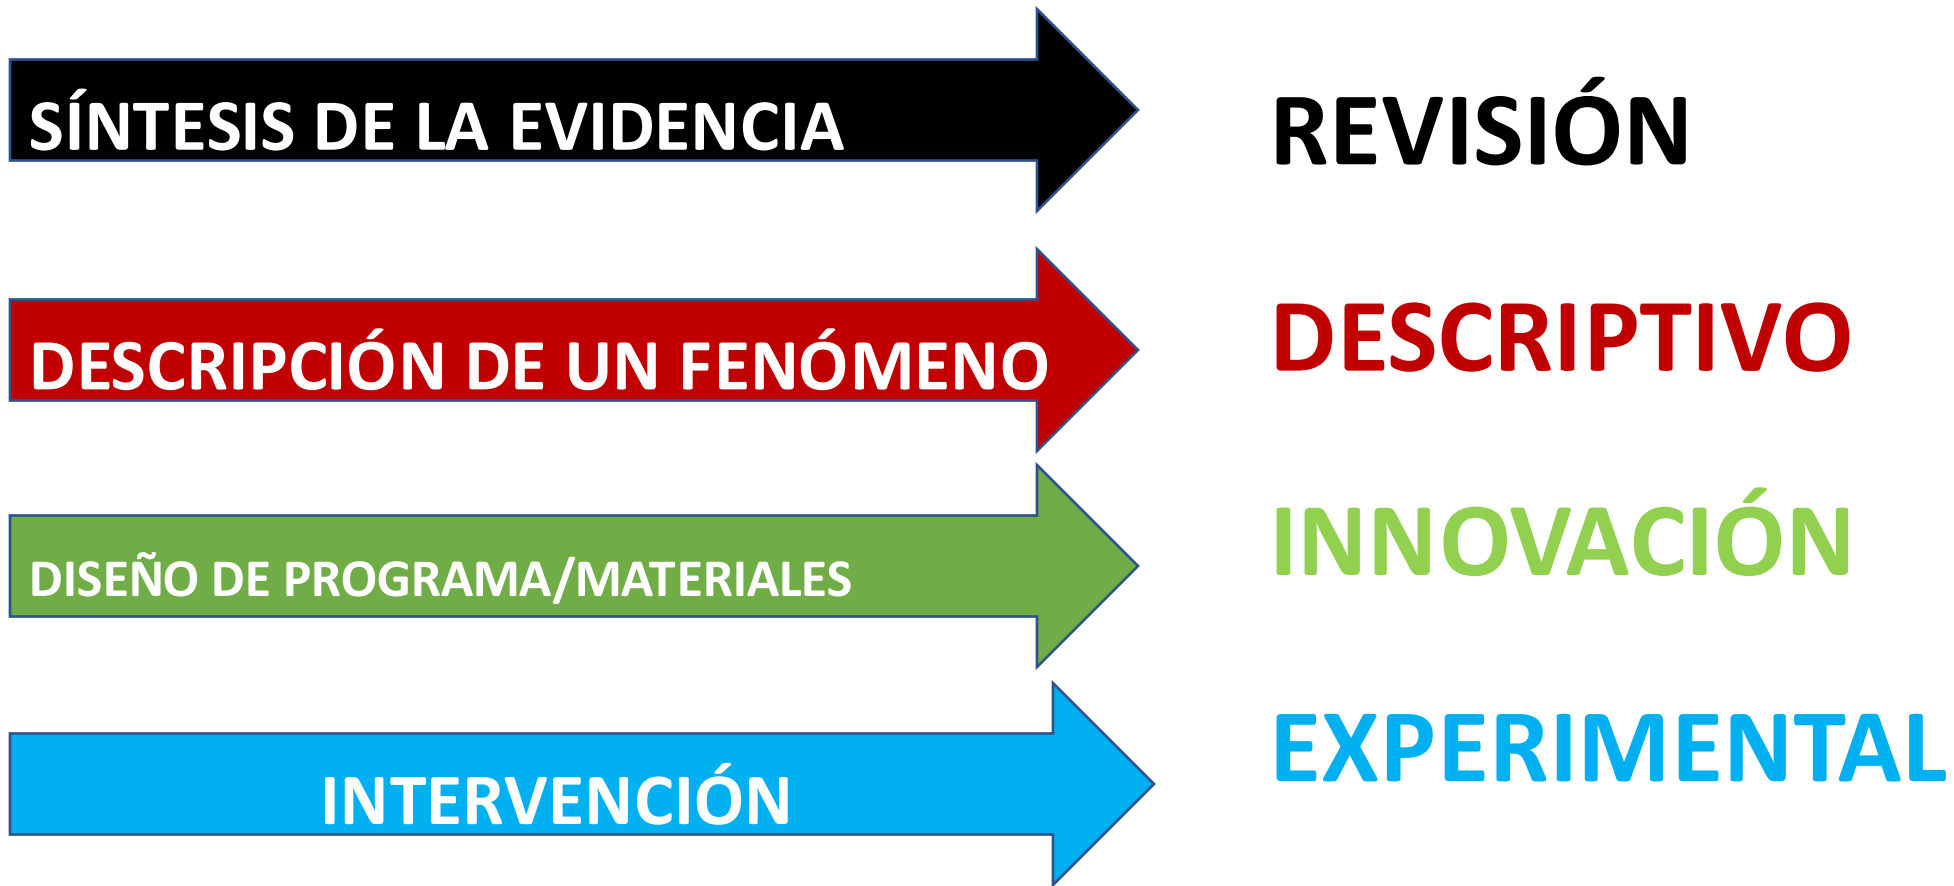 SÍNTESIS DE LA EVIDENCIA
REVISIÓN
DESCRIPCIÓN DE UN FENÓMENO
DESCRIPTIVO
DISEÑO DE PROGRAMA/MATERIALES
INNOVACIÓN
INTERVENCIÓN
EXPERIMENTAL